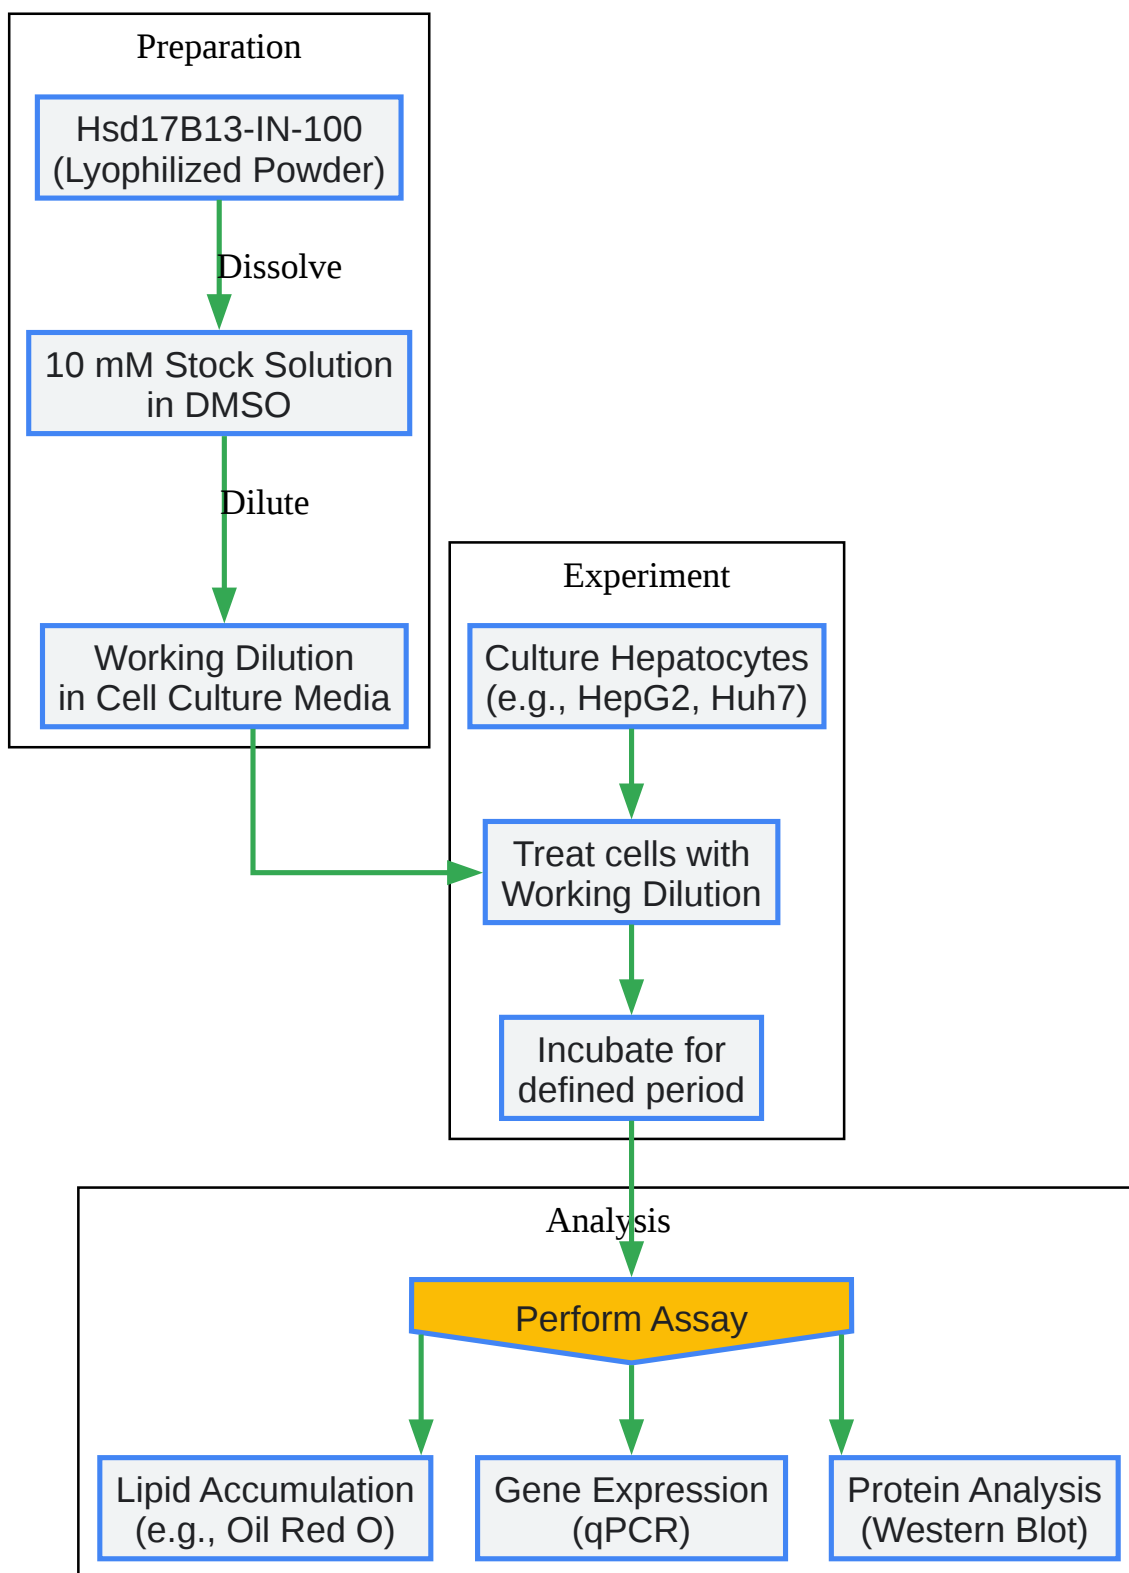 Preparation
Hsd17B13-IN-100
(Lyophilized Powder)
Dissolve
10 mM Stock Solution
in DMSO
Dilute
Working Dilution
in Cell Culture Media
Experiment
Culture Hepatocytes
(e.g., HepG2, Huh7)
Treat cells with
Working Dilution
Incubate for
defined period
Analysis
Perform Assay
Lipid Accumulation
(e.g., Oil Red O)
Gene Expression
(qPCR)
Protein Analysis
(Western Blot)